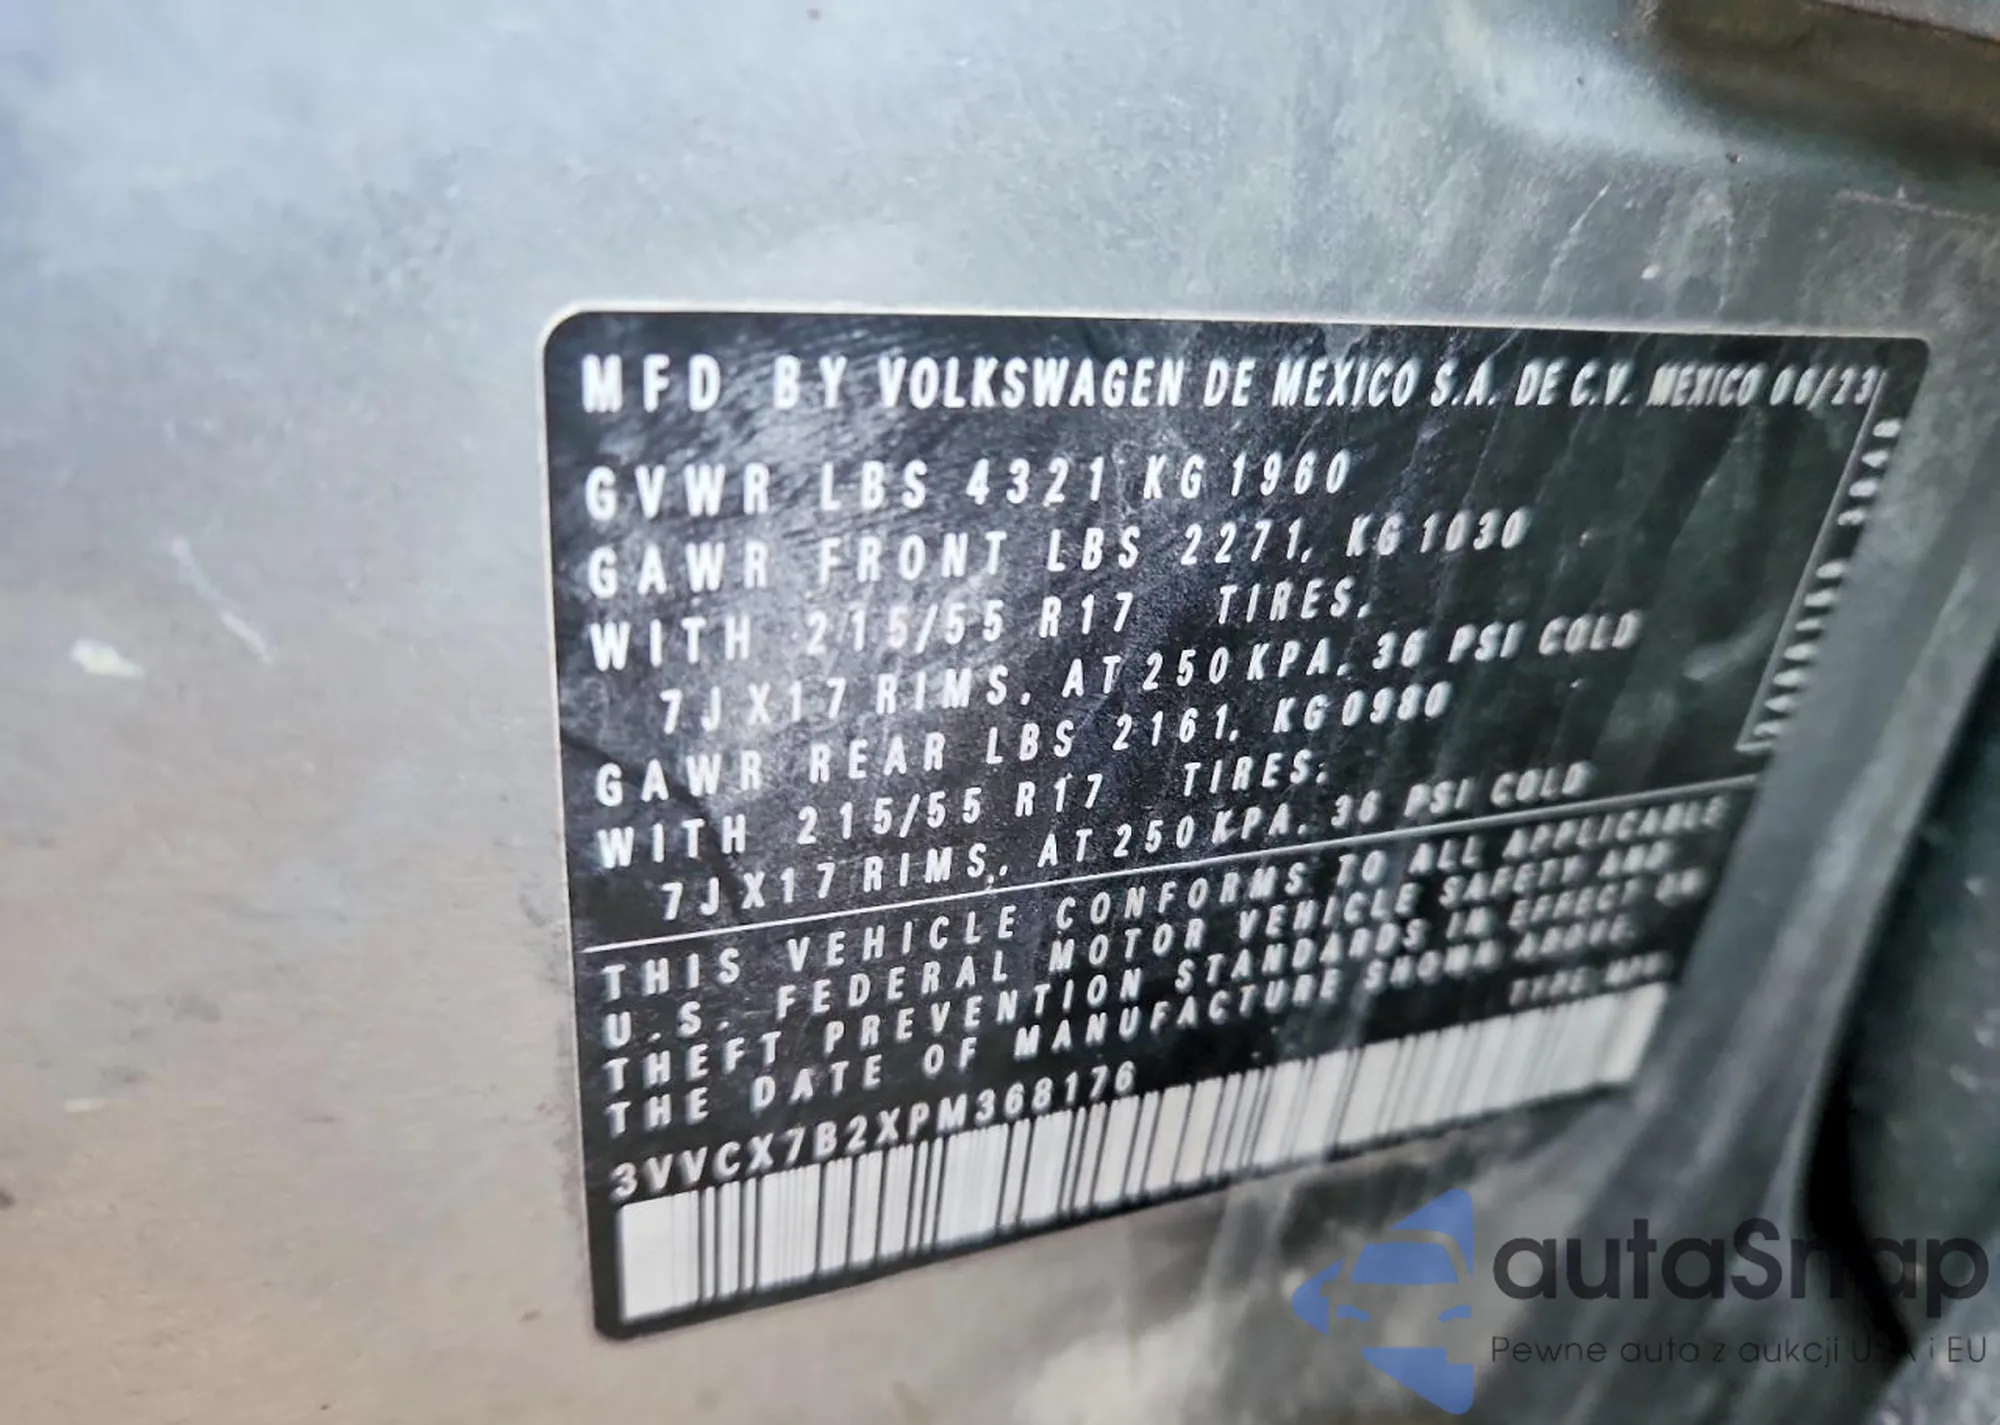 MFD BY VOLKSWAGEN DE MEXICO S.A. DE C.V. MEXICO 06/23
GVWR LBS 4321 KG 1960
GAWR FRONT LBS 2271, KG 1030
WITH 215/55 R17 TIRES,
7JX17 RIMS, AT 250 KPA, 36 PSI COLD
GAWR REAR LBS 2161, KG 0980
WITH 215/55 R17 TIRES,
7JX17 RIMS, AT 250 KPA, 36 PSI COLD
THIS VEHICLE CONFORMS TO ALL APPLICABLE
U.S. FEDERAL MOTOR VEHICLE SAFETY AND
THEFT PREVENTION STANDARDS IN EFFECT ON
THE DATE OF MANUFACTURE SHOWN ABOVE.
TYPE: MPV
3VVCX7B2XPM368176
autaSnap
Pewne auta z aukcji USA i EU